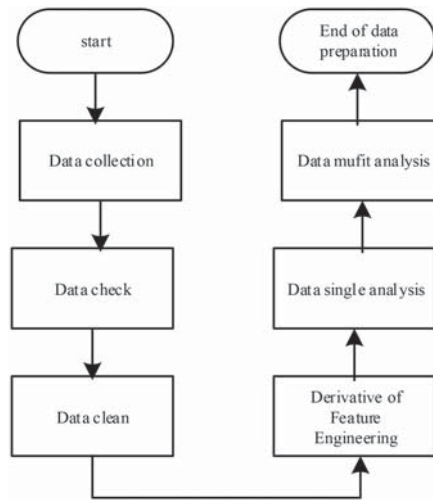 start
Data collection
Data check
Data clean
Derivative of
Feature
Engineering
Data single analysis
Data mufit analysis
End of data
preparation